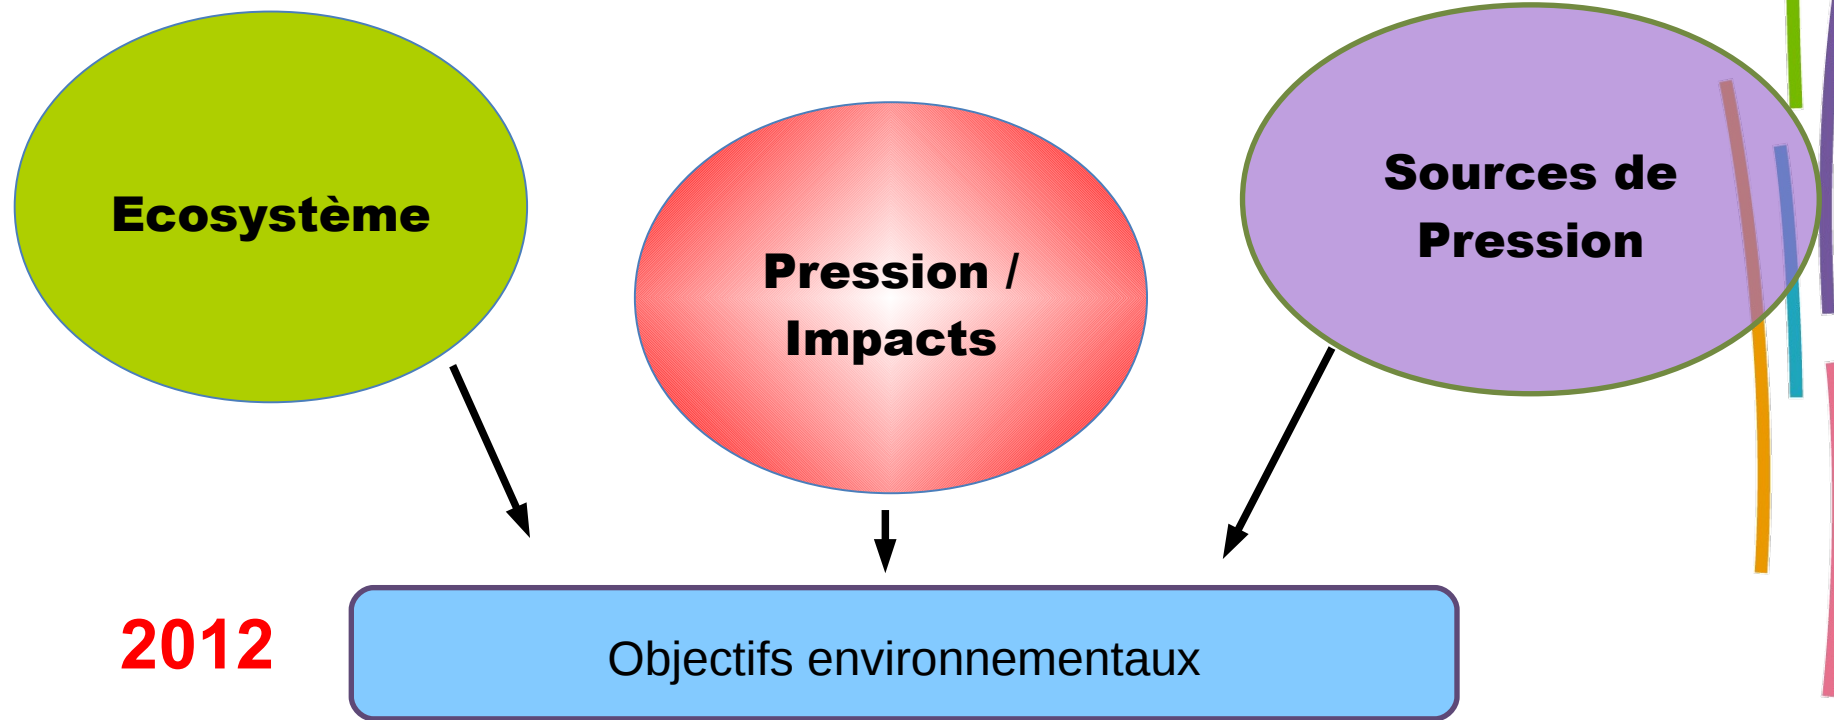 Ecosystème
Pression /
Impacts
Sources de
Pression
2012
Objectifs environnementaux